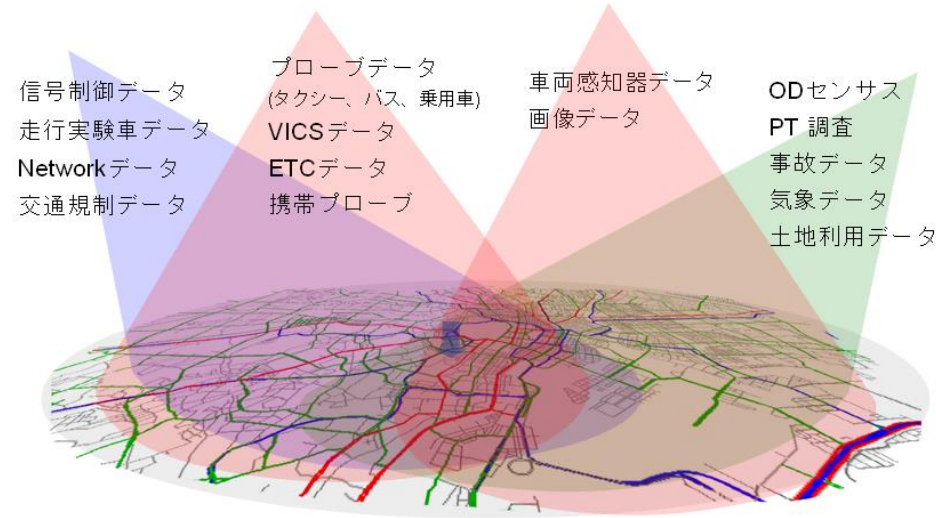 信号制御データ
走行実験車データ
Networkデータ
交通規制データ
プローブデータ
(タクシー、バス、乗用車)
VICSデータ
ETCデータ
携帯プローブ
車両感知器データ
画像データ
ODセンサス
PT 調査
事故データ
気象データ
土地利用データ